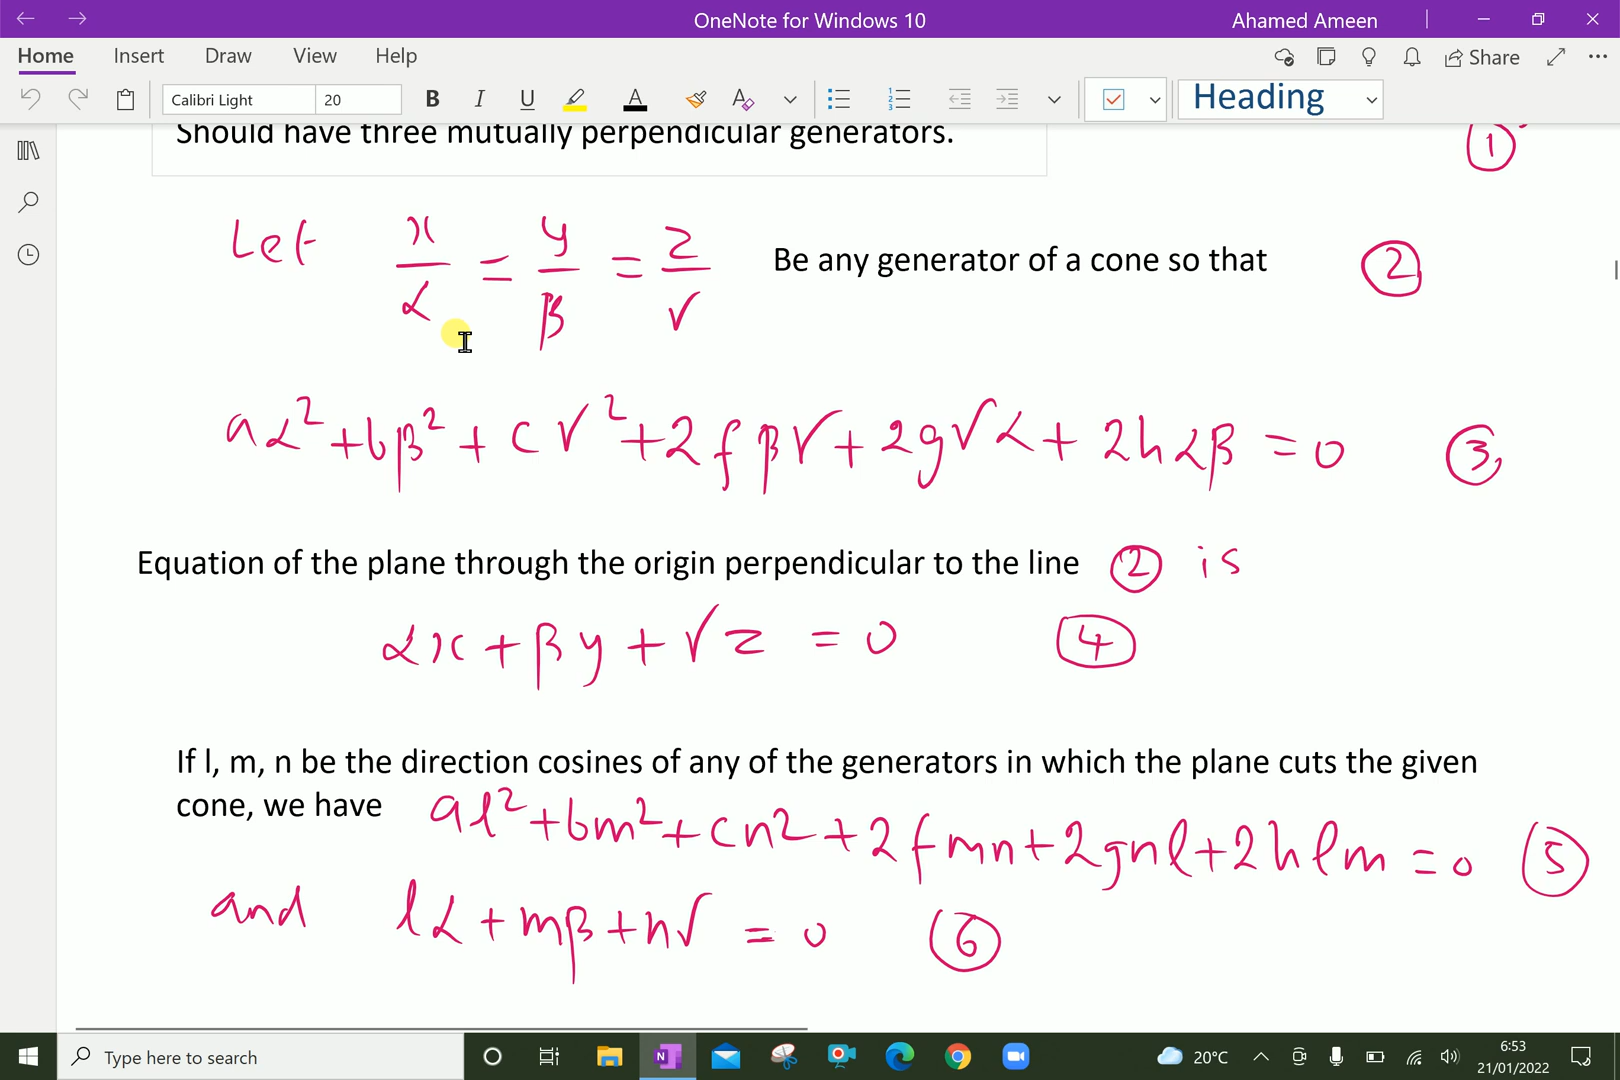 OneNote for Windows 10
Ahamed Ameen
Home Insert Draw View Help
Share
Calibri Light 20 B I U A A Heading
Should have three mutually perpendicular generators.
①
Let x/α = y/β = z/γ Be any generator of a cone so that ②
aα² + bβ² + cγ² + 2fβγ + 2gγα + 2hαβ = 0 ③
Equation of the plane through the origin perpendicular to the line ② is
αx + βy + γz = 0 ④
If l, m, n be the direction cosines of any of the generators in which the plane cuts the given
cone, we have al² + bm² + cn² + 2fmn + 2gnl + 2hlm = 0 ⑤
and lα + mβ + nγ = 0 ⑥
Type here to search
20°C
6:53
21/01/2022